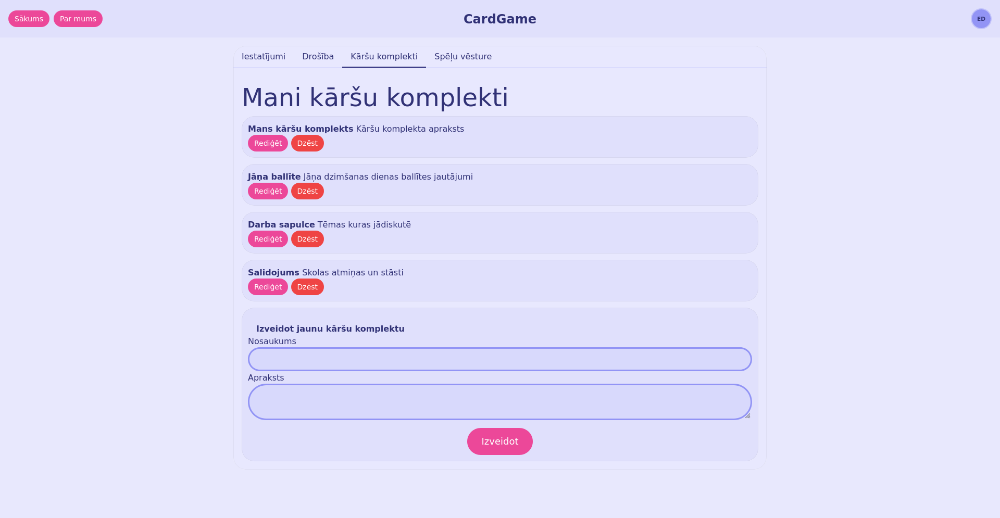 Sākums Par mums CardGame ED
Iestatījumi Drošība Kāršu komplekti Spēļu vēsture
Mani kāršu komplekti
Mans kāršu komplekts Kāršu komplekta apraksts
Rediģēt Dzēst
Jāņa ballīte Jāņa dzimšanas dienas ballītes jautājumi
Rediģēt Dzēst
Darba sapulce Tēmas kuras jādiskutē
Rediģēt Dzēst
Salidojums Skolas atmiņas un stāsti
Rediģēt Dzēst
Izveidot jaunu kāršu komplektu
Nosaukums
Apraksts
Izveidot